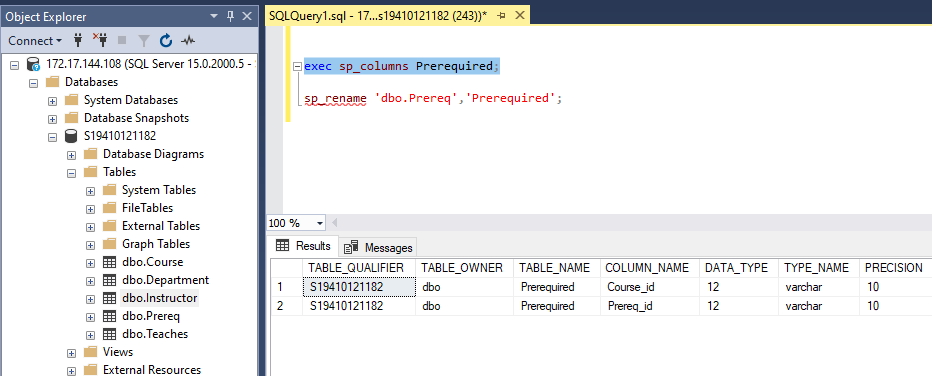 Object Explorer
Connect
172.17.144.108 (SQL Server 15.0.2000.5 -
Databases
System Databases
Database Snapshots
S19410121182
Database Diagrams
Tables
System Tables
FileTables
External Tables
Graph Tables
dbo.Course
dbo.Department
dbo.Instructor
dbo.Prereq
dbo.Teaches
Views
External Resources
SQLQuery1.sql - 17...s19410121182 (243))*
exec sp_columns Prerequired;
sp_rename 'dbo.Prereq','Prerequired';
100 %
Results Messages
TABLE_QUALIFIER TABLE_OWNER TABLE_NAME COLUMN_NAME DATA_TYPE TYPE_NAME PRECISION
1 S19410121182 dbo Prerequired Course_id 12 varchar 10
2 S19410121182 dbo Prerequired Prereq_id 12 varchar 10